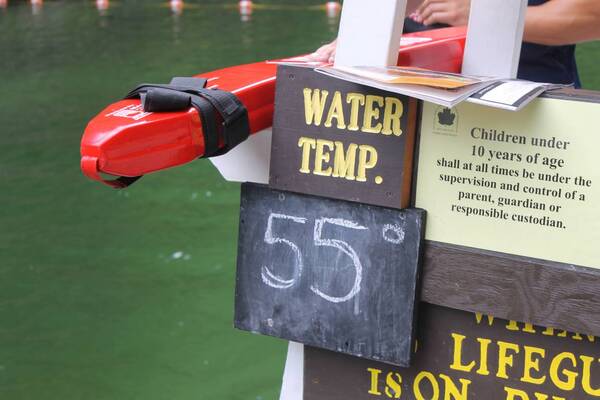 WATER
TEMP.
55°
Children under
10 years of age
shall at all times be under the
supervision and control of a
parent, guardian or
responsible custodian.
WHEN
LIFEGU
IS ON